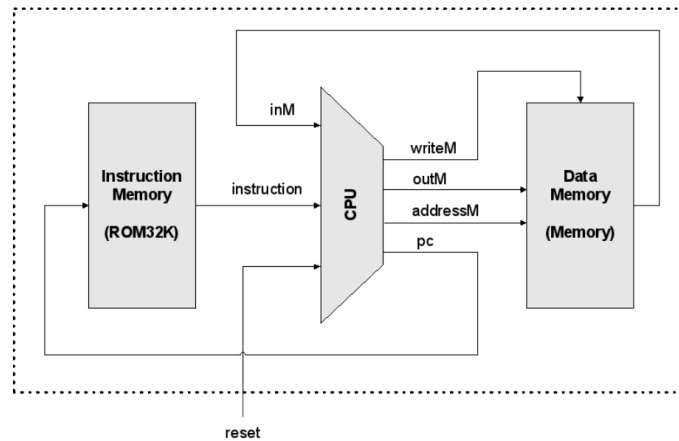 inM
Instruction
Memory
(ROM32K)
instruction
CPU
writeM
outM
addressM
pc
Data
Memory
(Memory)
reset